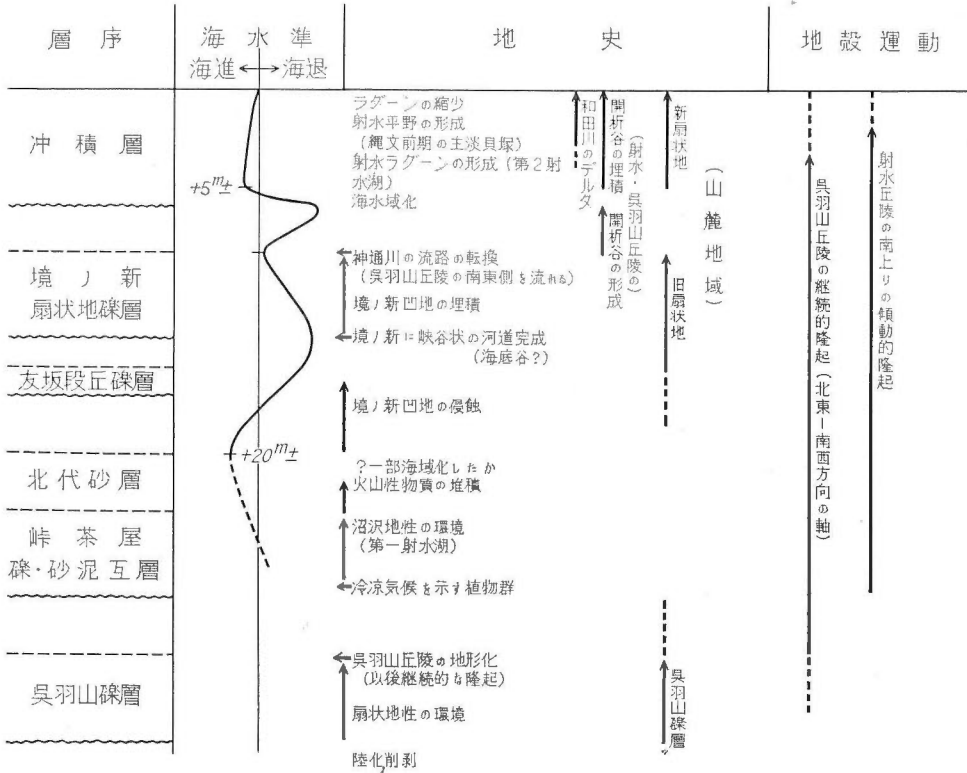 層序
海水準
海進←→海退
地史
地殻運動
冲積層
境ノ新
扇状地礫層
友坂段丘礫層
北代砂層
峠茶屋
礫・砂泥互層
呉羽山礫層
+5m±
+20m±
ラグーンの縮少
射水平野の形成
(縄文前期の主淡貝塚)
射水ラグーンの形成(第2射
水湖)
海水域化
神通川の流路の転換
(呉羽山丘陵の南東側を流れる)
境ノ新凹地の埋積
境ノ新に峡谷状の河道完成
(海底谷?)
境ノ新凹地の侵蝕
?一部海域化したか
火山性物質の堆積
沼沢地性の環境
(第一射水湖)
冷凉気候を示す植物群
呉羽山丘陵の地形化
(以後継続的な隆起)
扇状地性の環境
陸化削剥
和田川のデルタ
開析谷の埋積
開析谷の形成
(射水・呉羽山丘陵の)
新扇状地
旧扇状地
呉羽山礫層
(山麓地域)
呉羽山丘陵の継続的隆起(北東―南西方向の軸)
射水丘陵の南上りの傾動的隆起